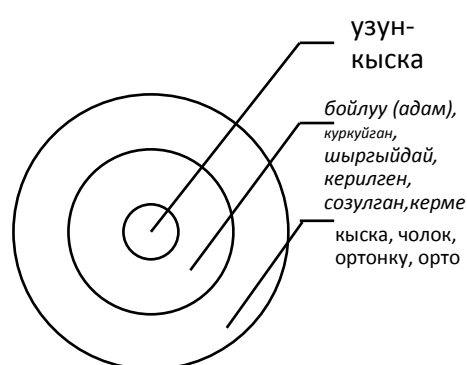 узун-
кыска
бойлуу (адам),
куркуйган,
шыргыйдай,
керилген,
созулган,керме
кыска, чолок,
ортонку, орто